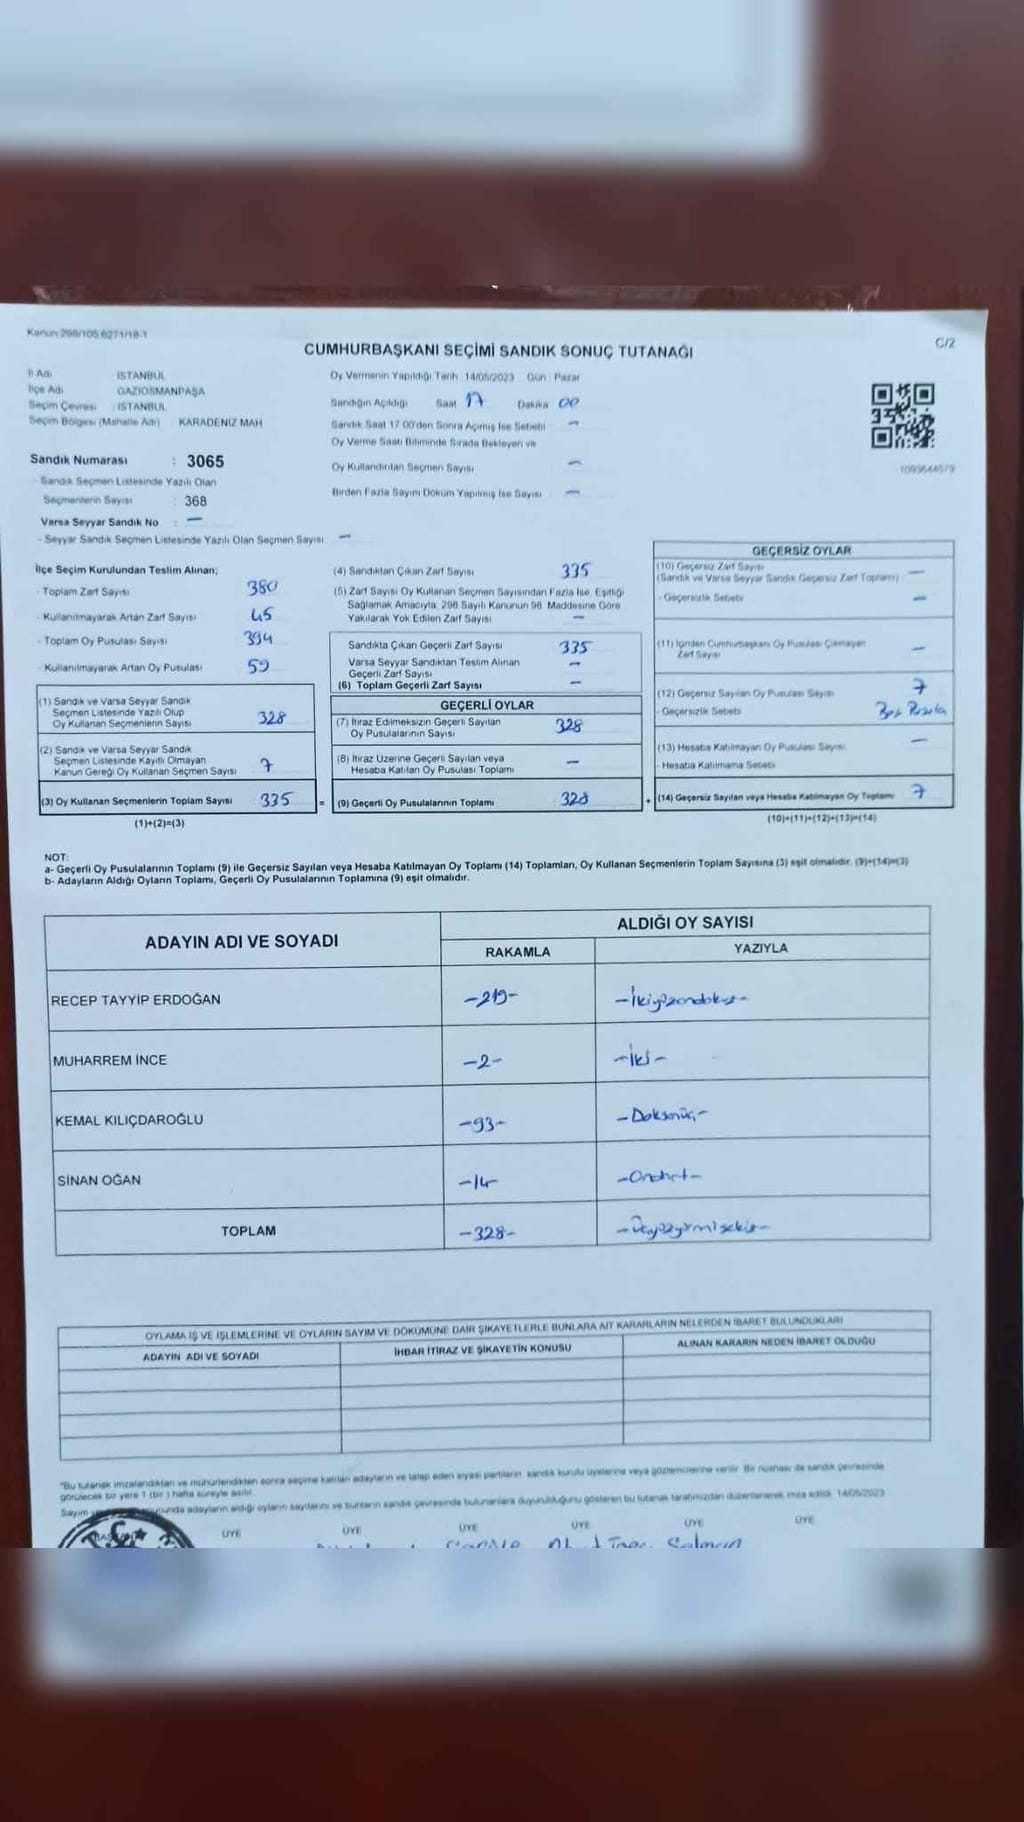 Kanun:298/105,6271/18-1
C/2
CUMHURBAŞKANI SEÇİMİ SANDIK SONUÇ TUTANAĞI
İl Adı : İSTANBUL
İlçe Adı : GAZİOSMANPAŞA
Seçim Çevresi : İSTANBUL
Seçim Bölgesi (Mahalle Adı) KARADENİZ MAH
Sandık Numarası : 3065
- Sandık Seçmen Listesinde Yazılı Olan
Seçmenlerin Sayısı : 368
Varsa Seyyar Sandık No : —
- Seyyar Sandık Seçmen Listesinde Yazılı Olan Seçmen Sayısı : —
Oy Vermenin Yapıldığı Tarih 14/05/2023 Gün : Pazar
Sandığın Açıldığı Saat 17 Dakika 00
Sandık Saat 17:00'den Sonra Açılmış İse Sebebi —
Oy Verme Saati Bitiminde Sırada Bekleyen ve
Oy Kullandırılan Seçmen Sayısı —
Birden Fazla Sayım Döküm Yapılmış İse Sayısı —
1093644579
İlçe Seçim Kurulundan Teslim Alınan;
- Toplam Zarf Sayısı 380
- Kullanılmayarak Artan Zarf Sayısı 45
- Toplam Oy Pusulası Sayısı 394
- Kullanılmayarak Artan Oy Pusulası 59
(1) Sandık ve Varsa Seyyar Sandık
Seçmen Listesinde Yazılı Olup
Oy Kullanan Seçmenlerin Sayısı 328
(2) Sandık ve Varsa Seyyar Sandık
Seçmen Listesinde Kayıtlı Olmayan
Kanun Gereği Oy Kullanan Seçmen Sayısı 7
(3) Oy Kullanan Seçmenlerin Toplam Sayısı 335 =
(1)+(2)=(3)
(4) Sandıktan Çıkan Zarf Sayısı 335
(5) Zarf Sayısı Oy Kullanan Seçmen Sayısından Fazla İse, Eşitliği
Sağlamak Amacıyla, 298 Sayılı Kanunun 98. Maddesine Göre
Yakılarak Yok Edilen Zarf Sayısı —
Sandıkta Çıkan Geçerli Zarf Sayısı 335
Varsa Seyyar Sandıktan Teslim Alınan
Geçerli Zarf Sayısı —
(6) Toplam Geçerli Zarf Sayısı —
GEÇERLİ OYLAR
(7) İtiraz Edilmeksizin Geçerli Sayılan
Oy Pusulalarının Sayısı 328
(8) İtiraz Üzerine Geçerli Sayılan veya
Hesaba Katılan Oy Pusulası Toplamı —
(9) Geçerli Oy Pusulalarının Toplamı 328 +
GEÇERSİZ OYLAR
(10) Geçersiz Zarf Sayısı
(Sandık ve Varsa Seyyar Sandık Geçersiz Zarf Toplamı) —
- Geçersizlik Sebebi —
(11) İçinden Cumhurbaşkanı Oy Pusulası Çıkmayan
Zarf Sayısı —
(12) Geçersiz Sayılan Oy Pusulası Sayısı 7
- Geçersizlik Sebebi Boş Pusula
(13) Hesaba Katılmayan Oy Pusulası Sayısı —
- Hesaba Katılmama Sebebi
(14) Geçersiz Sayılan veya Hesaba Katılmayan Oy Toplamı 7
(10)+(11)+(12)+(13)=(14)
NOT:
a- Geçerli Oy Pusulalarının Toplamı (9) ile Geçersiz Sayılan veya Hesaba Katılmayan Oy Toplamı (14) Toplamları, Oy Kullanan Seçmenlerin Toplam Sayısına (3) eşit olmalıdır. (9)+(14)=(3)
b- Adayların Aldığı Oyların Toplamı, Geçerli Oy Pusulalarının Toplamına (9) eşit olmalıdır.
ADAYIN ADI VE SOYADI ALDIĞI OY SAYISI
RAKAMLA YAZIYLA
RECEP TAYYİP ERDOĞAN -219- -İkiyüzondokuz-
MUHARREM İNCE -2- -İki-
KEMAL KILIÇDAROĞLU -93- -Doksanüç-
SİNAN OĞAN -14 -Ondört-
TOPLAM -328- -Üçyüzyirmisekiz-
OYLAMA İŞ VE İŞLEMLERİNE VE OYLARIN SAYIM VE DÖKÜMÜNE DAİR ŞİKAYETLERLE BUNLARA AİT KARARLARIN NELERDEN İBARET BULUNDUKLARI
ADAYIN ADI VE SOYADI İHBAR İTİRAZ VE ŞİKAYETİN KONUSU ALINAN KARARIN NEDEN İBARET OLDUĞU
"Bu tutanak imzalandıktan ve mühürlendikten sonra seçime katılan adayların ve talep eden siyasi partilerin sandık kurulu üyelerine veya gözlemcilerine verilir. Bir nüshası da sandık çevresinde
görülecek bir yere 1 (bir) hafta süreyle asılır.
Sayım adayların aldığı oyların sayılarını ve bunların sandık çevresinde bulunanlara duyurulduğunu gösteren bu tutanak tarafımızdan düzenlenerek imza edildi. 14/05/2023
ÜYE ÜYE ÜYE ÜYE ÜYE ÜYE
Salman